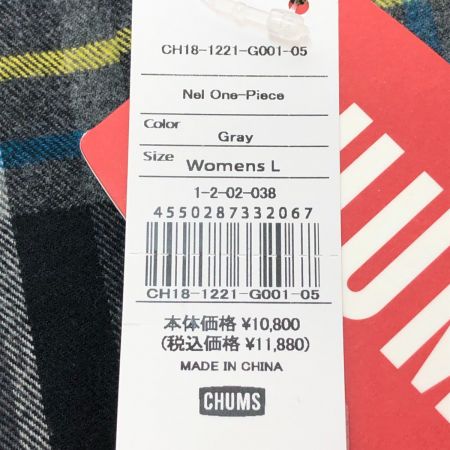 CH18-1221-G001-05
Nel One-Piece
Color
Gray
Size
Womens L
1-2-02-038
4550287332067
CH18-1221-G001-05
本体価格 ¥10,800
(税込価格 ¥11,880)
MADE IN CHINA
CHUMS
HUM